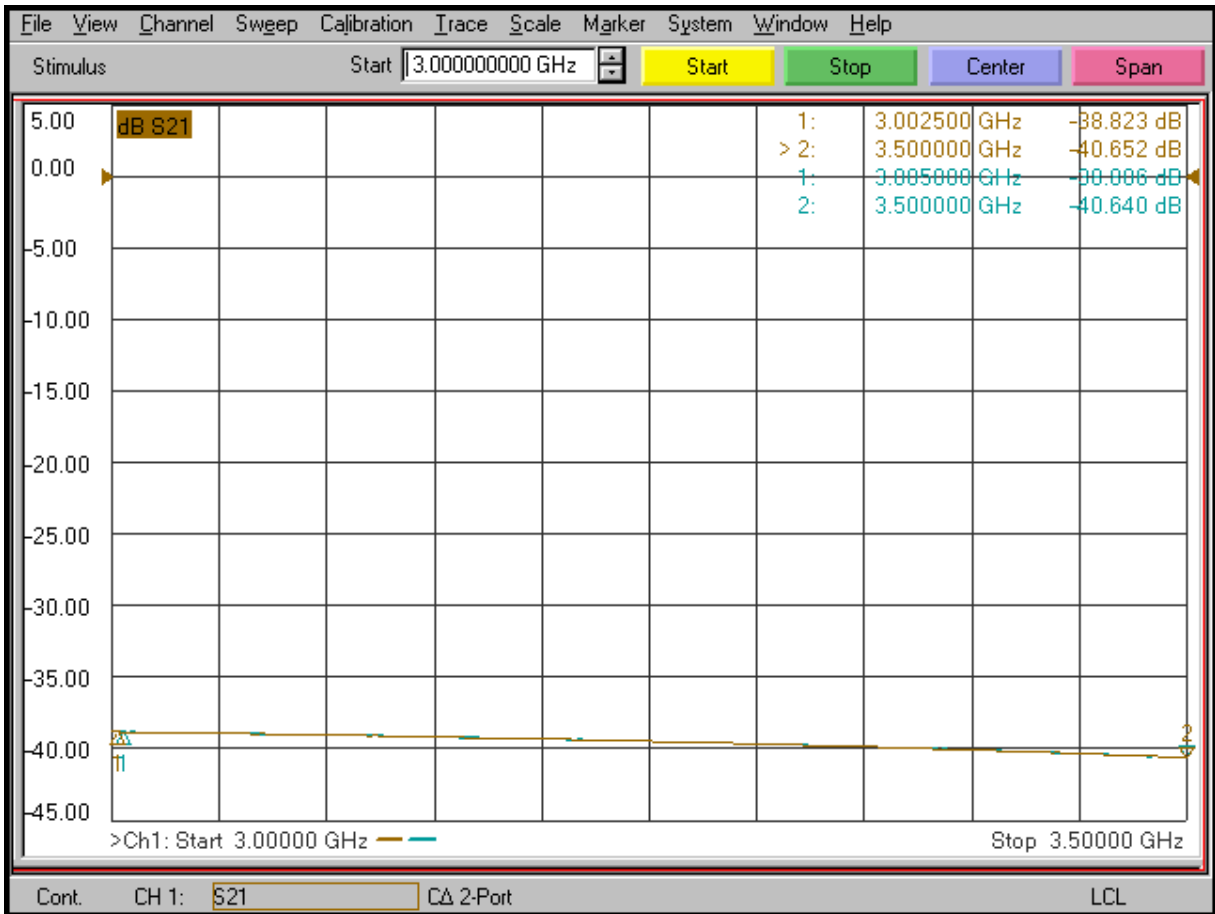 File View Channel Sweep Calibration Trace Scale Marker System Window Help
Stimulus Start 3.000000000 GHz Start Stop Center Span
5.00 dB S21 1: 3.002500 GHz -38.823 dB
> 2: 3.500000 GHz -40.652 dB
0.00
1: GHz dB
2: 3.500000 GHz -40.640 dB
-5.00
-10.00
-15.00
-20.00
-25.00
-30.00
-35.00
2
-40.00
1
-45.00
>Ch1: Start 3.00000 GHz Stop 3.50000 GHz
Cont. CH 1: S21 CΔ 2-Port LCL